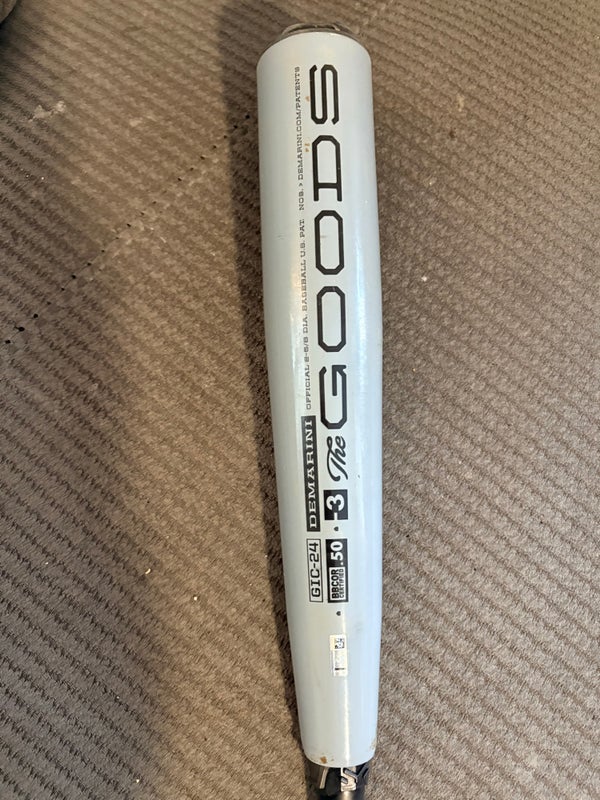 OFFICIAL 2-5/8 DIA. BASEBALL U.S. PAT. NOS. > DEMARINI.COM/PATENTS
DEMARINI
The GOODS
GIC-24
-3
BBCOR .50
CERTIFIED